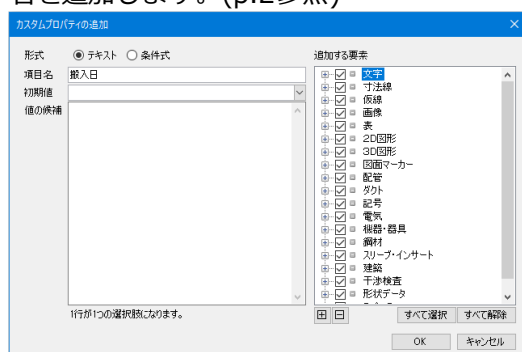 日を追加します。(p.2参照)
カスタムプロパティの追加
形式
テキスト
条件式
項目名
搬入日
初期値
値の候補
1行が1つの選択肢になります。
追加する要素
文字
寸法線
仮線
画像
表
2D図形
3D図形
図面マーカー
配管
ダクト
記号
電気
機器・器具
鋼材
スリーブ・インサート
建築
干渉検査
形状データ
すべて選択
すべて解除
OK
キャンセル